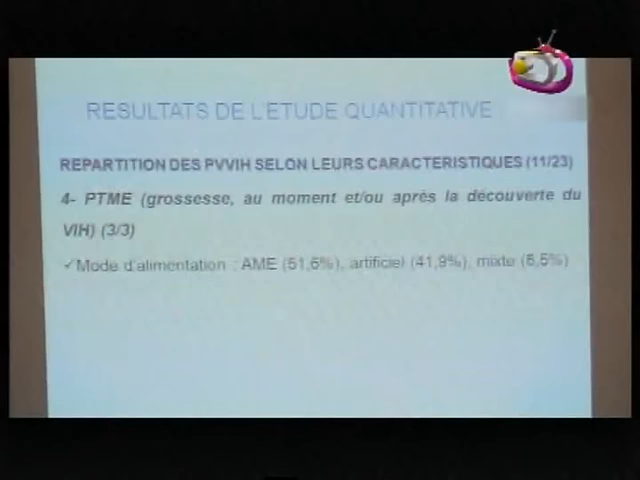 RESULTATS DE L'ETUDE QUANTITATIVE
REPARTITION DES PVVIH SELON LEURS CARACTERISTIQUES (11/23)
4- PTME (grossesse, au moment et/ou après la découverte du
VIH) (3/3)
✓Mode d'alimentation : AME (51,6%), artificiel (41,9%), mixte (6,5%)